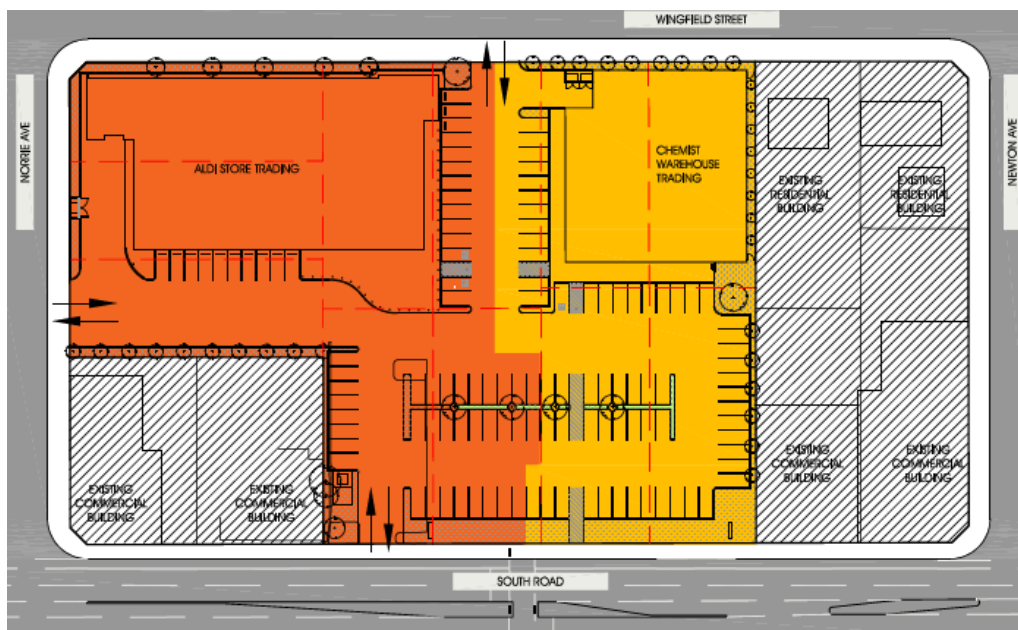 WINGFIELD STREET
NORRIE AVE
NEWTON AVE
ALDI STORE TRADING
CHEMIST
WAREHOUSE
TRADING
EXISTING
RESIDENTIAL
BUILDING
EXISTING
RESIDENTIAL
BUILDING
EXISTING
COMMERCIAL
BUILDING
EXISTING
COMMERCIAL
BUILDING
EXISTING
COMMERCIAL
BUILDING
EXISTING
COMMERCIAL
BUILDING
SOUTH ROAD